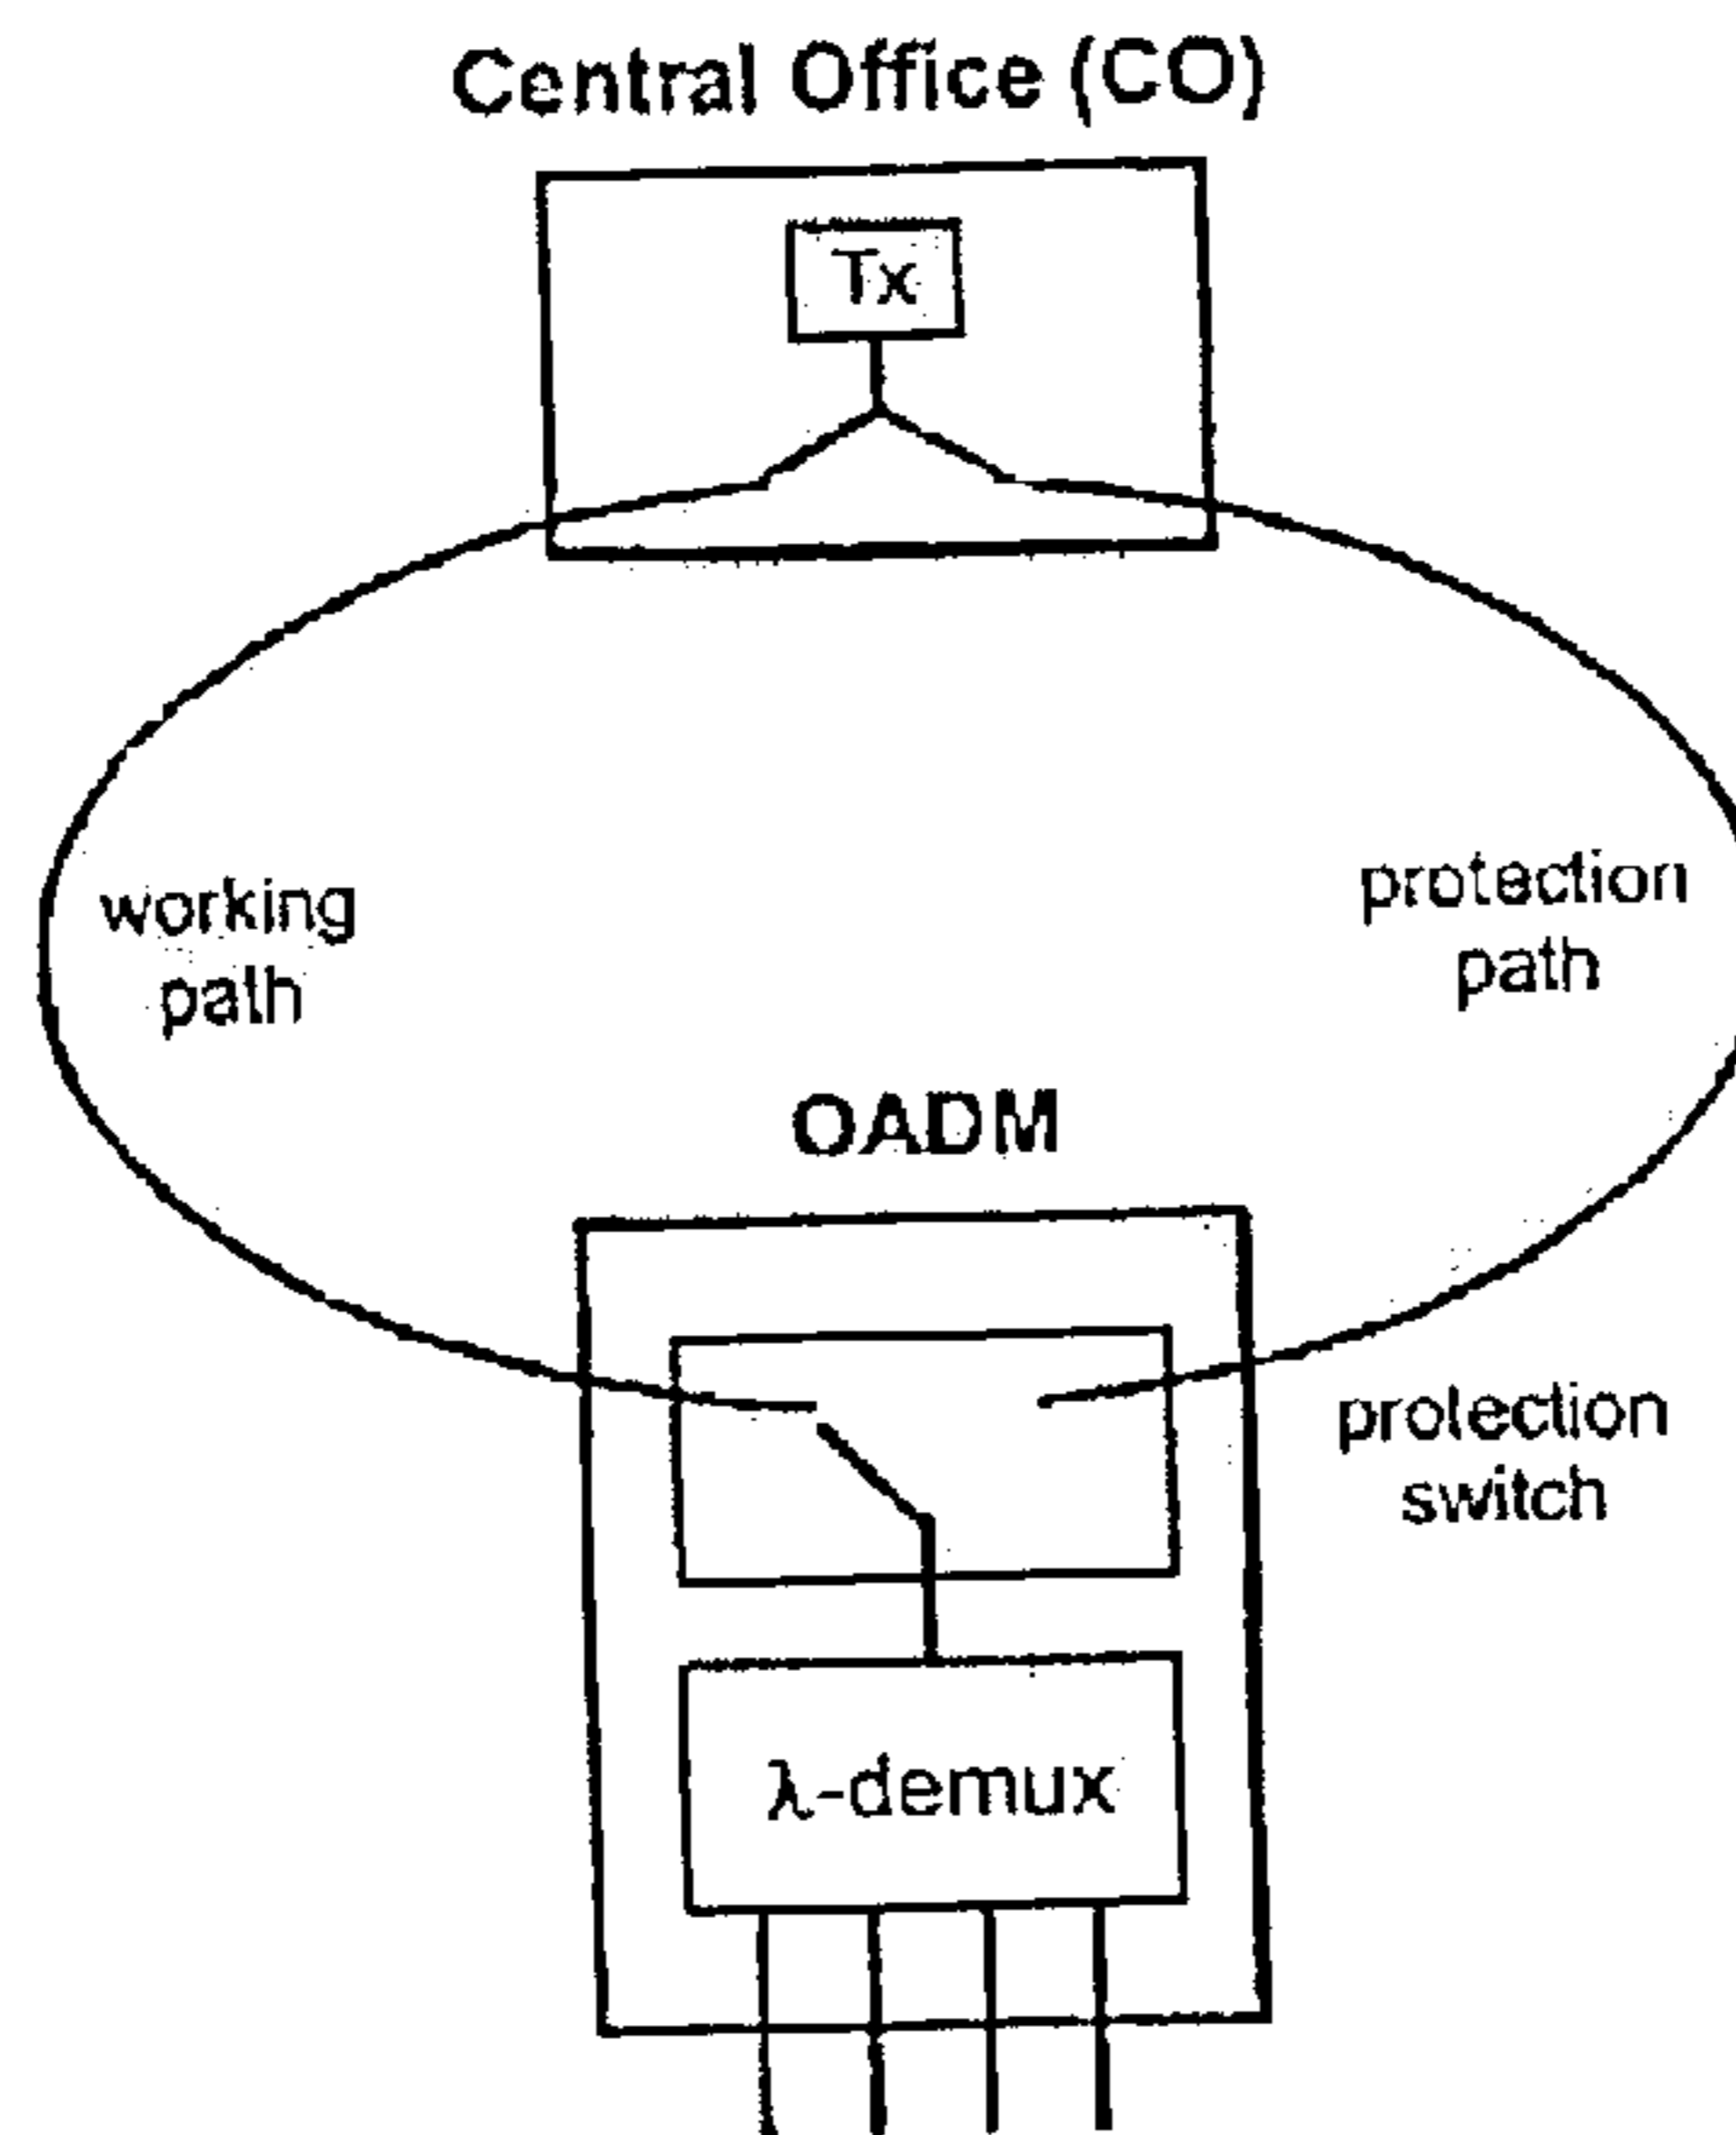 Central Office (CO)
Tx
working
path
protection
path
OADM
protection
switch
λ-demux